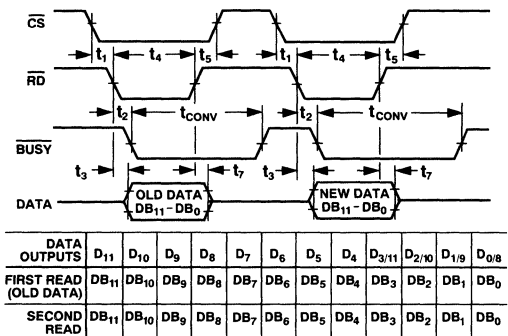 CS
t1 t4 t5 t1 t4 t5
RD
t2 tCONV t2 tCONV
BUSY
t3 t7 t3 t7
DATA
OLD DATA
DB11 – DB0
NEW DATA
DB11 – DB0
DATA OUTPUTS D11 D10 D9 D8 D7 D6 D5 D4 D3/11 D2/10 D1/9 D0/8
FIRST READ (OLD DATA) DB11 DB10 DB9 DB8 DB7 DB6 DB5 DB4 DB3 DB2 DB1 DB0
SECOND READ DB11 DB10 DB9 DB8 DB7 DB6 DB5 DB4 DB3 DB2 DB1 DB0